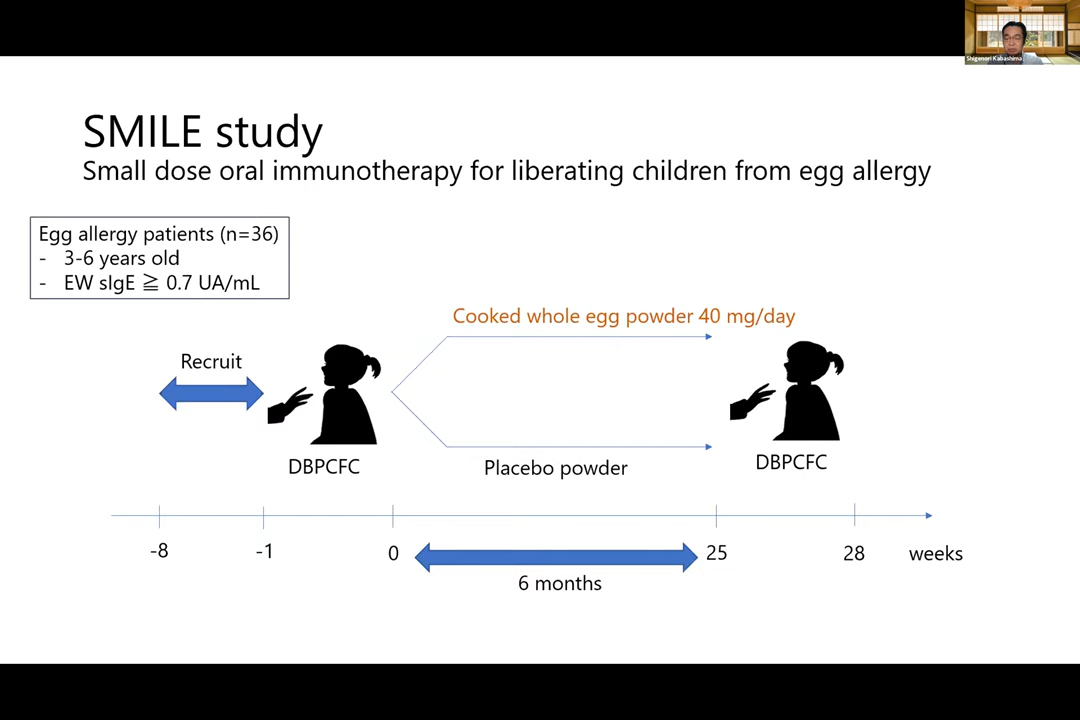 Shigenori Kabashima
SMILE study
Small dose oral immunotherapy for liberating children from egg allergy
Egg allergy patients (n=36)
- 3-6 years old
- EW sIgE ≧ 0.7 UA/mL
Cooked whole egg powder 40 mg/day
Recruit
DBPCFC
Placebo powder
DBPCFC
-8 -1 0 25 28 weeks
6 months